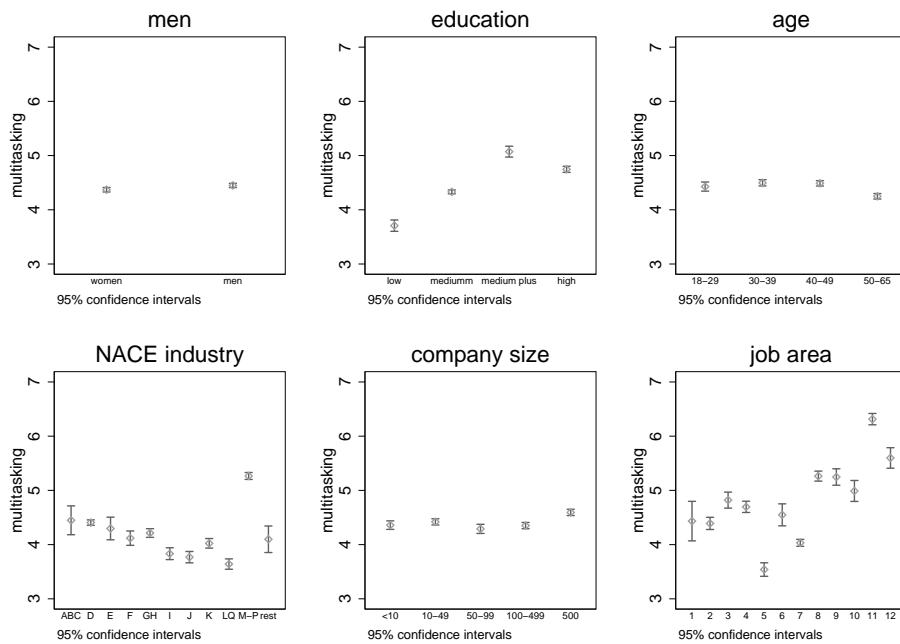 men education age
multitasking
3 4 5 6 7
women men
95% confidence intervals
multitasking
3 4 5 6 7
low mediumm medium plus high
95% confidence intervals
multitasking
3 4 5 6 7
18−29 30−39 40−49 50−65
95% confidence intervals
NACE industry company size job area
multitasking
3 4 5 6 7
ABC D E F GH I J K LQ M−P rest
95% confidence intervals
multitasking
3 4 5 6 7
<10 10−49 50−99 100−499 500
95% confidence intervals
multitasking
3 4 5 6 7
1 2 3 4 5 6 7 8 9 10 11 12
95% confidence intervals